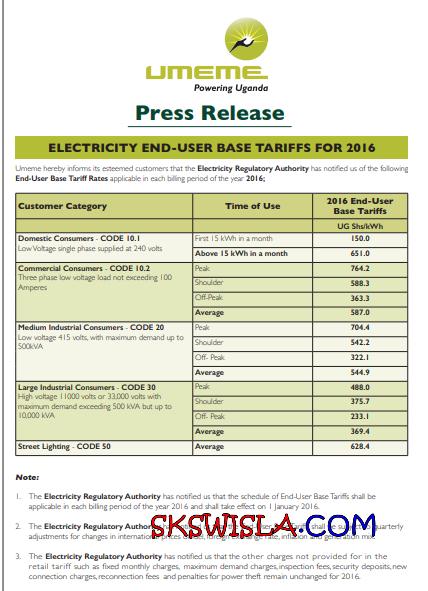 UMEME
Powering Uganda
Press Release
ELECTRICITY END-USER BASE TARIFFS FOR 2016
Umeme hereby informs its esteemed customers that the Electricity Regulatory Authority has notified us of the following
End-User Base Tariff Rates applicable in each billing period of the year 2016;
Customer Category Time of Use 2016 End-User Base Tariffs
UG Shs/kWh
Domestic Consumers - CODE 10.1 First 15 kWh in a month 150.0
Low Voltage single phase supplied at 240 volts Above 15 kWh in a month 651.0
Commercial Consumers - CODE 10.2 Peak 764.2
Three phase low voltage load not exceeding 100 Shoulder 588.3
Amperes Off-Peak 363.3
Average 587.0
Medium Industrial Consumers - CODE 20 Peak 704.4
Low voltage 415 volts, with maximum demand up to Shoulder 542.2
500kVA Off- Peak 322.1
Average 544.9
Large Industrial Consumers - CODE 30 Peak 488.0
High voltage 11000 volts or 33,000 volts with Shoulder 375.7
maximum demand exceeding 500 kVA but up to Off- Peak 233.1
10,000 kVA Average 369.4
Street Lighting - CODE 50 Average 628.4
Note:
1. The Electricity Regulatory Authority has notified us that the schedule of End-User Base Tariffs shall be
applicable in each billing period of the year 2016 and shall take effect on 1 January 2016.
2. The Electricity Regulatory Auth shall be quarterly
SKSWISLA.COM
adjustments for changes in international prices of fuel, foreign exchange rate, inflation and generation mix.
3. The Electricity Regulatory Authority has notified us that the other charges not provided for in the
retail tariff such as fixed monthly charges, maximum demand charges, inspection fees, security deposits, new
connection charges, reconnection fees and penalties for power theft remain unchanged for 2016.